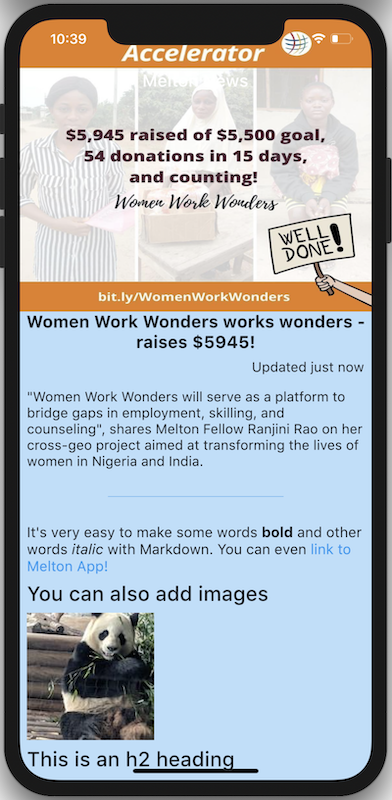 10:39
Accelerator
Melton News
$5,945 raised of $5,500 goal,
54 donations in 15 days,
and counting!
Women Work Wonders
WELL
DONE!
bit.ly/WomenWorkWonders
Women Work Wonders works wonders -
raises $5945!
Updated just now
"Women Work Wonders will serve as a platform to
bridge gaps in employment, skilling, and
counseling", shares Melton Fellow Ranjini Rao on her
cross-geo project aimed at transforming the lives of
women in Nigeria and India.
It's very easy to make some words bold and other
words italic with Markdown. You can even link to
Melton App!
You can also add images
This is an h2 heading